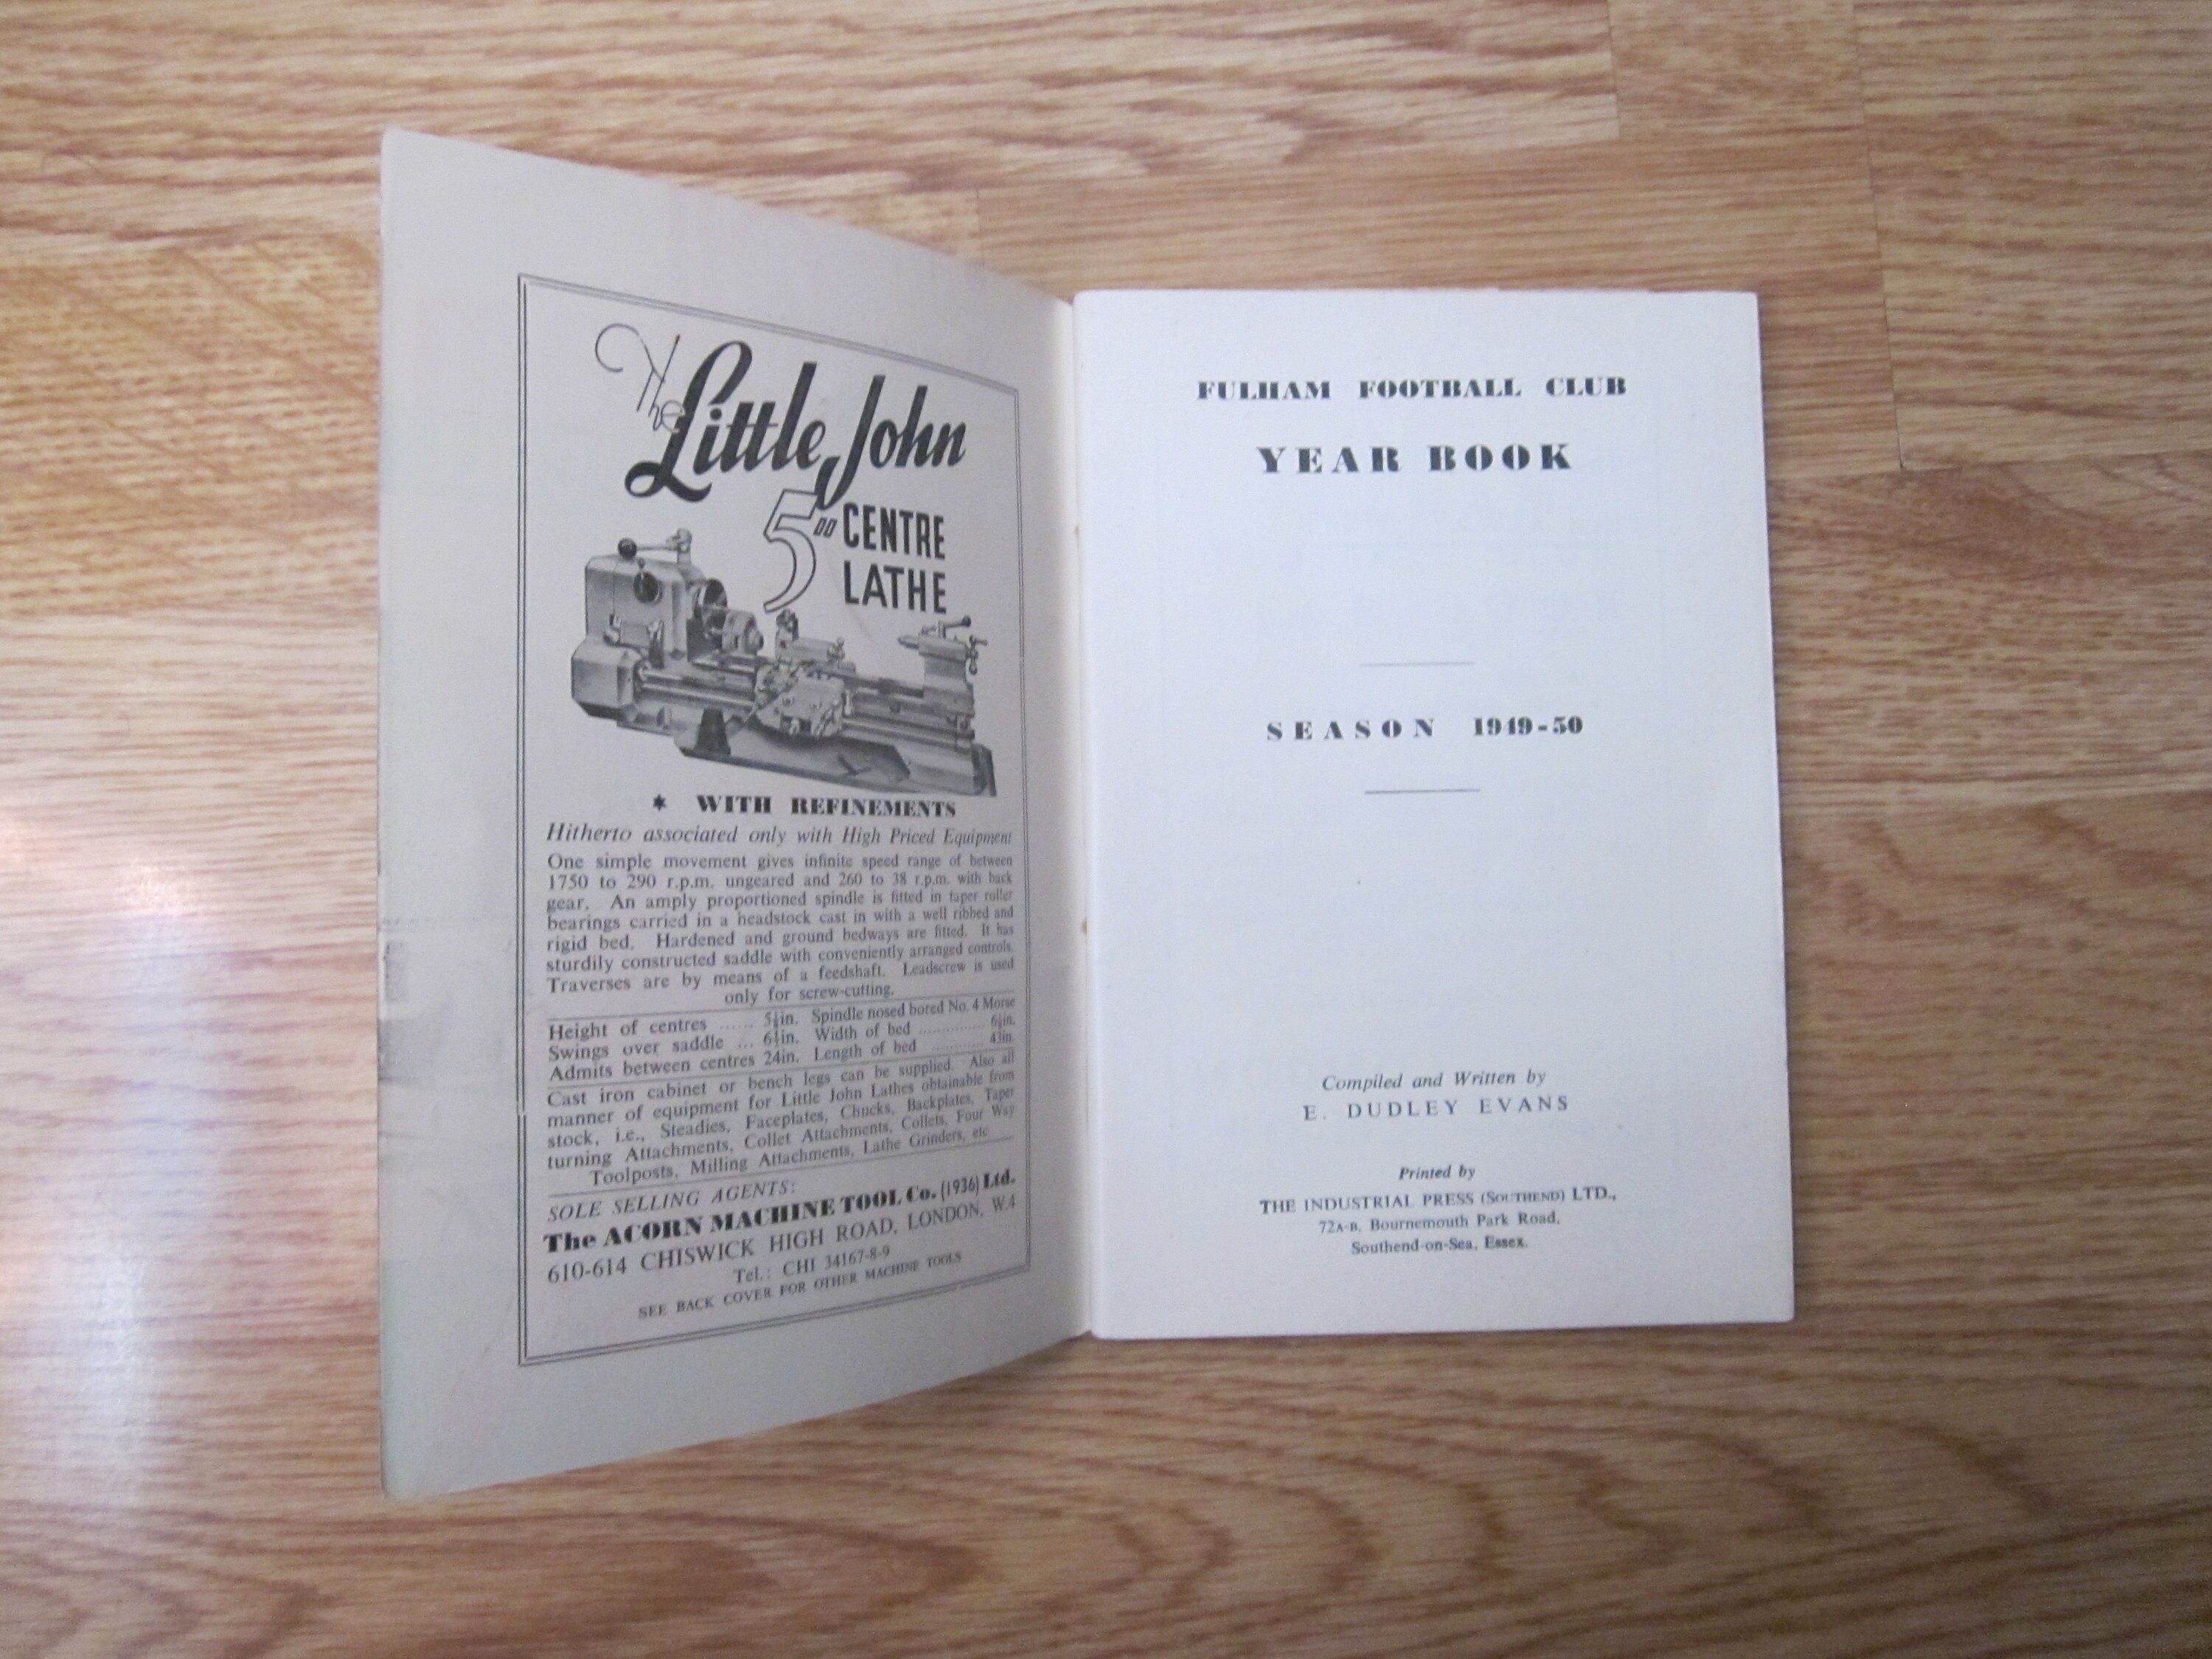 The
Little John
5" CENTRE
LATHE
* WITH REFINEMENTS
Hitherto associated only with High Priced Equipment
One simple movement gives infinite speed range of between
1750 to 290 r.p.m. ungeared and 260 to 38 r.p.m. with back
gear. An amply proportioned spindle is fitted in taper roller
bearings carried in a headstock cast in with a well ribbed and
rigid bed. Hardened and ground bedways are fitted. It has
sturdily constructed saddle with conveniently arranged controls.
Traverses are by means of a feedshaft. Leadscrew is used
only for screw-cutting.
Height of centres ...... in. Spindle nosed bored No. 4 Morse
Swings over saddle ... in. Width of bed ............... in.
Admits between centres 24in. Length of bed ........... in.
Cast iron cabinet or bench legs can be supplied. Also all
manner of equipment for Little John Lathes obtainable from
stock, i.e., Steadies, Faceplates, Chucks, Backplates, Taper
turning Attachments, Collet Attachments, Collets, Four Way
Toolposts, Milling Attachments, Lathe Grinders, etc
SOLE SELLING AGENTS:
The ACORN MACHINE TOOL Co. (1936) Ltd.
610-614 CHISWICK HIGH ROAD, LONDON, W.4
Tel.: CHI 34167-8-9
SEE BACK COVER FOR OTHER MACHINE TOOLS
FULHAM FOOTBALL CLUB
YEAR BOOK
SEASON 1949-50
Compiled and Written by
E. DUDLEY EVANS
Printed by
THE INDUSTRIAL PRESS (SOUTHEND) LTD.,
72A-B, Bournemouth Park Road,
Southend-on-Sea, Essex.